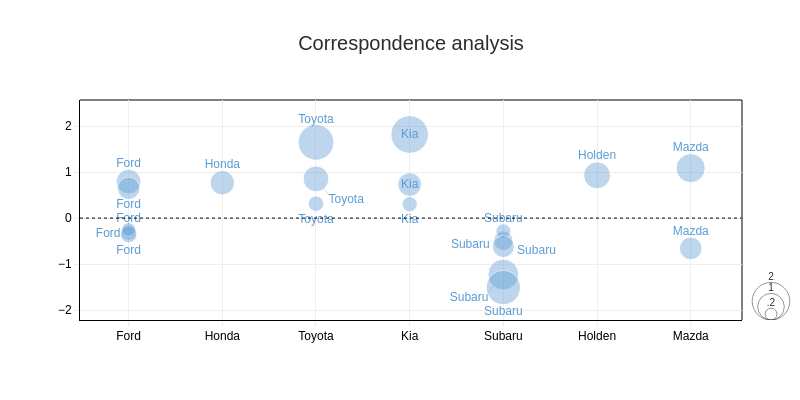 Correspondence analysis
Toyota
Kia
2
Ford
Honda
Holden
Mazda
1
Kia
Ford
Toyota
Ford
Toyota
Kia
Subaru
0
Ford
Mazda
Ford
Subaru
Subaru
−1
Subaru
Subaru
−2
2
1
.2
Ford
Honda
Toyota
Kia
Subaru
Holden
Mazda